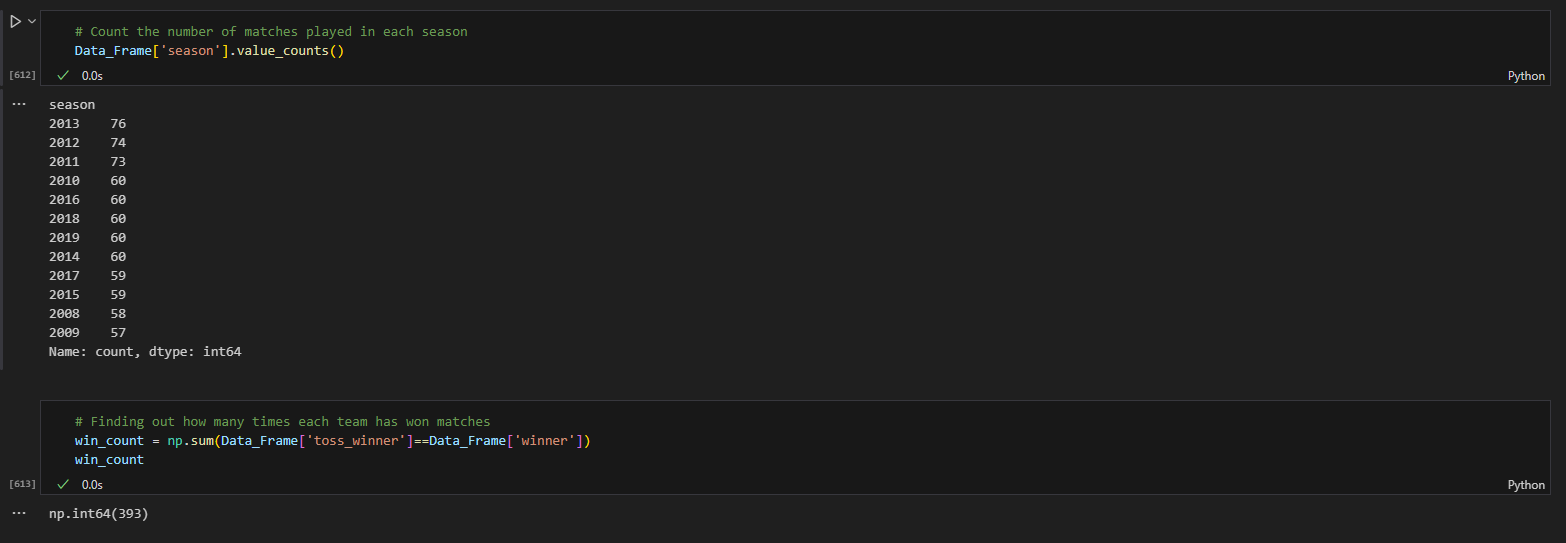 # Count the number of matches played in each season
Data_Frame['season'].value_counts()
[612] 0.0s Python
season
2013 76
2012 74
2011 73
2010 60
2016 60
2018 60
2019 60
2014 60
2017 59
2015 59
2008 58
2009 57
Name: count, dtype: int64
# Finding out how many times each team has won matches
win_count = np.sum(Data_Frame['toss_winner']==Data_Frame['winner'])
win_count
[613] 0.0s Python
np.int64(393)